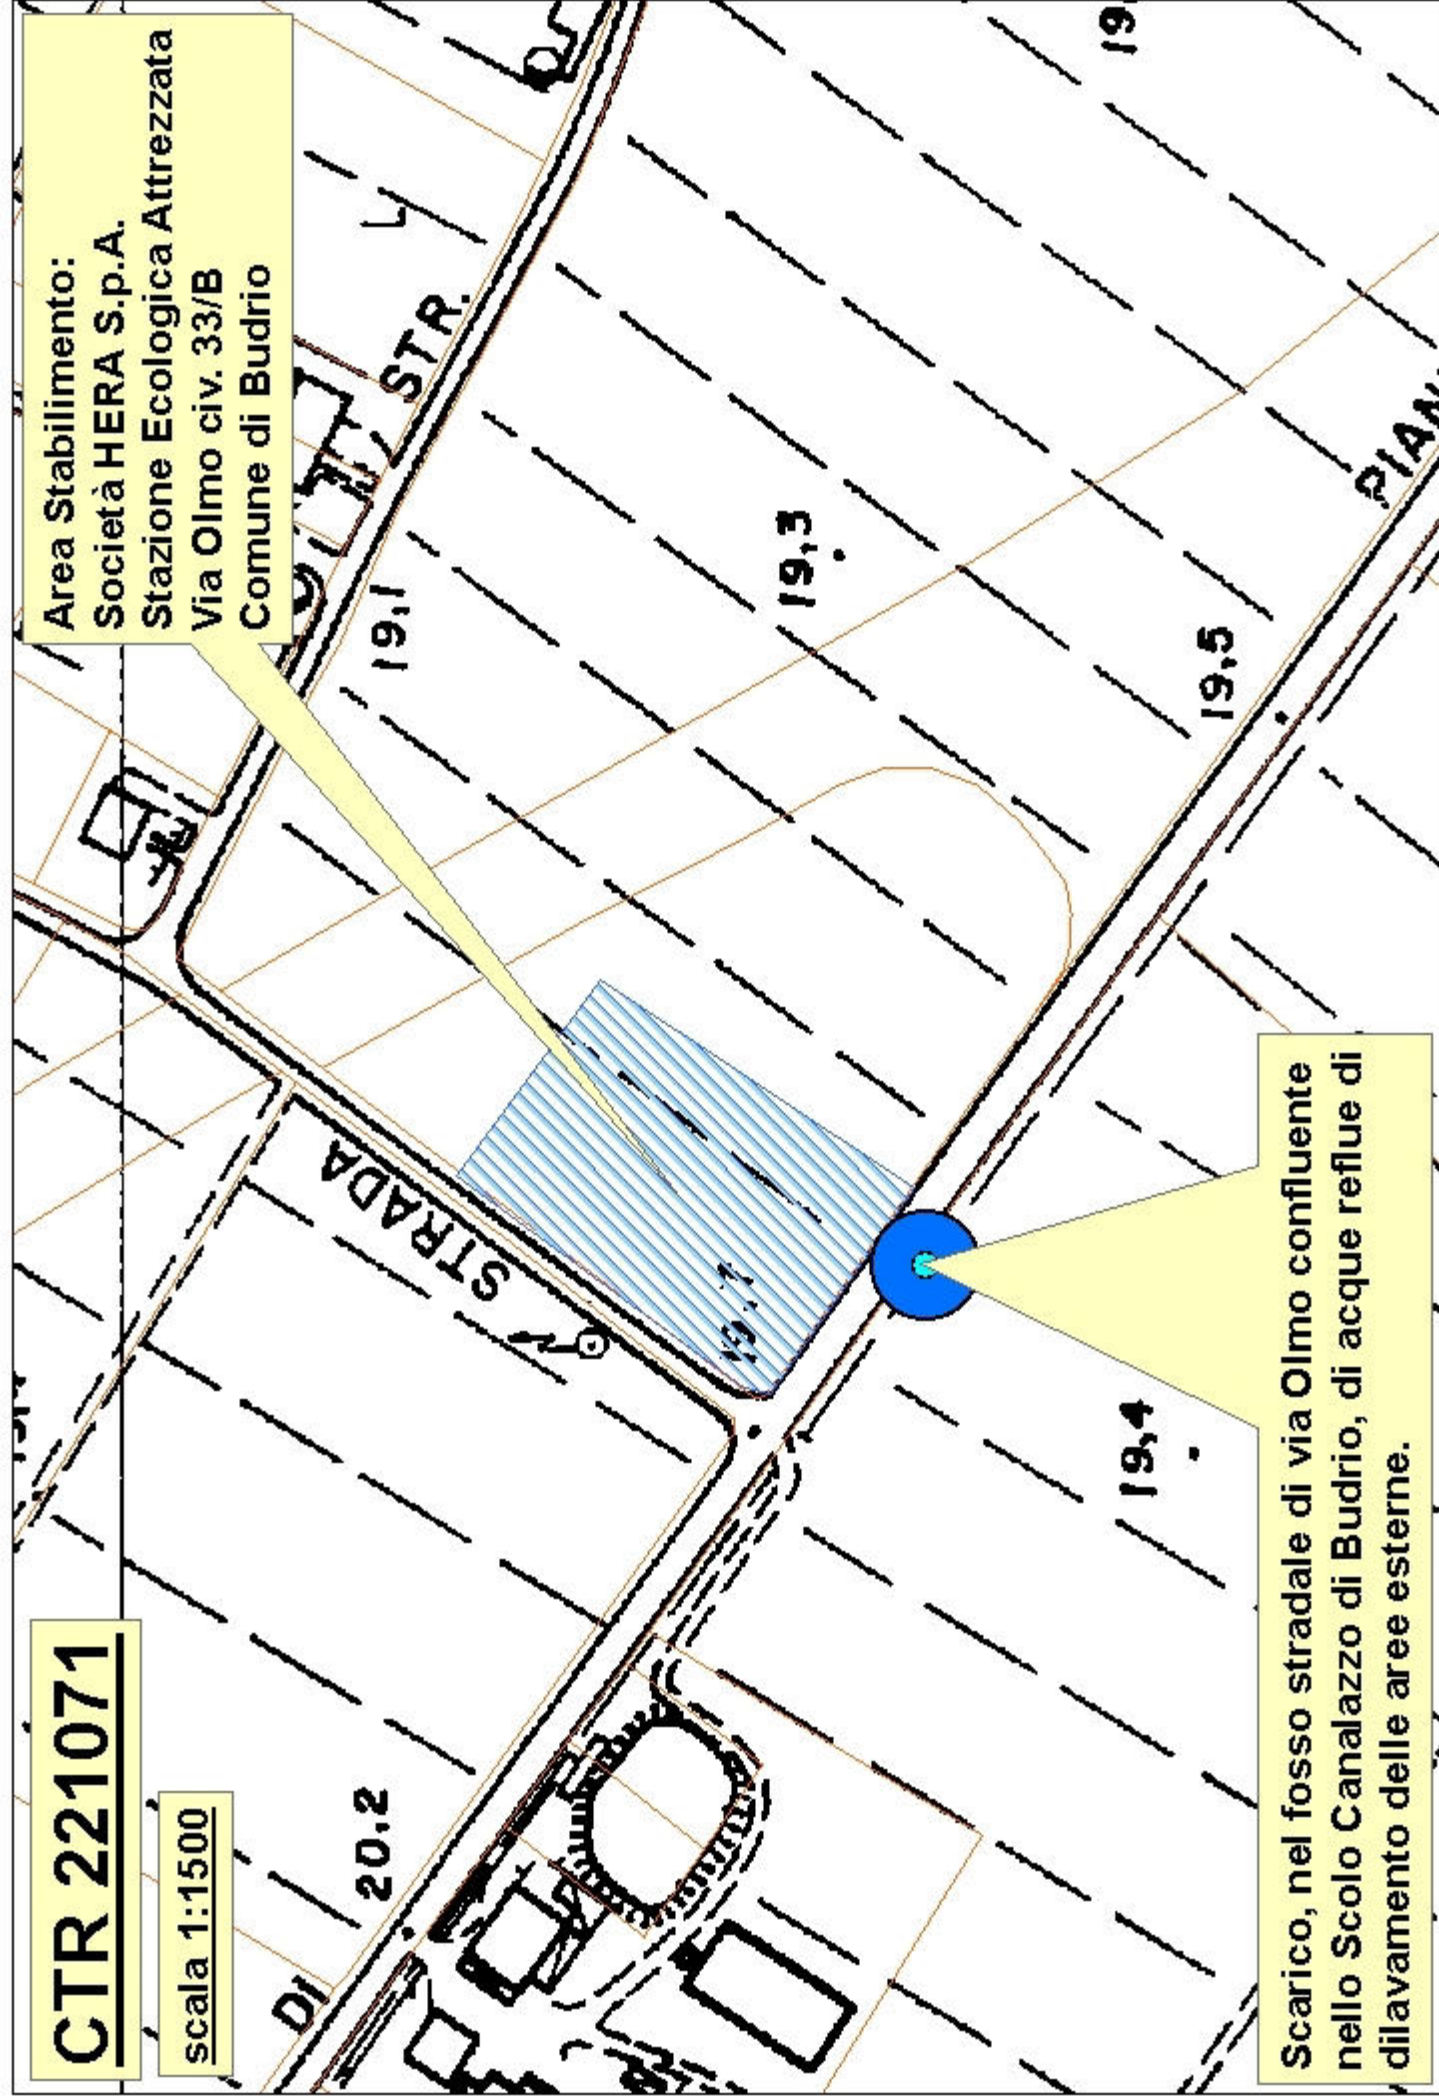 CTR 221071
scala 1:1500
Area Stabilimento:
Società HERA S.p.A.
Stazione Ecologica Attrezzata
Via Olmo civ. 33/B
Comune di Budrio
STR.
STRADA
DI
20,2
19,1
19,3
19,5
19,4
19,
Scarico, nel fosso stradale di via Olmo confluente
nello Scolo Canalazzo di Budrio, di acque reflue di
dilavamento delle aree esterne.